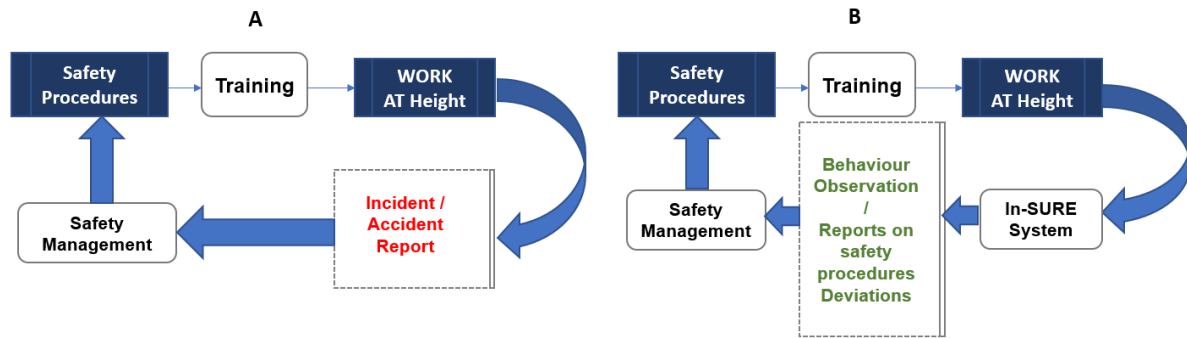 A
Safety
Procedures
Training
WORK
AT Height
Incident /
Accident
Report
Safety
Management
B
Safety
Procedures
Training
WORK
AT Height
In-SURE
System
Behaviour
Observation
/
Reports on
safety
procedures
Deviations
Safety
Management